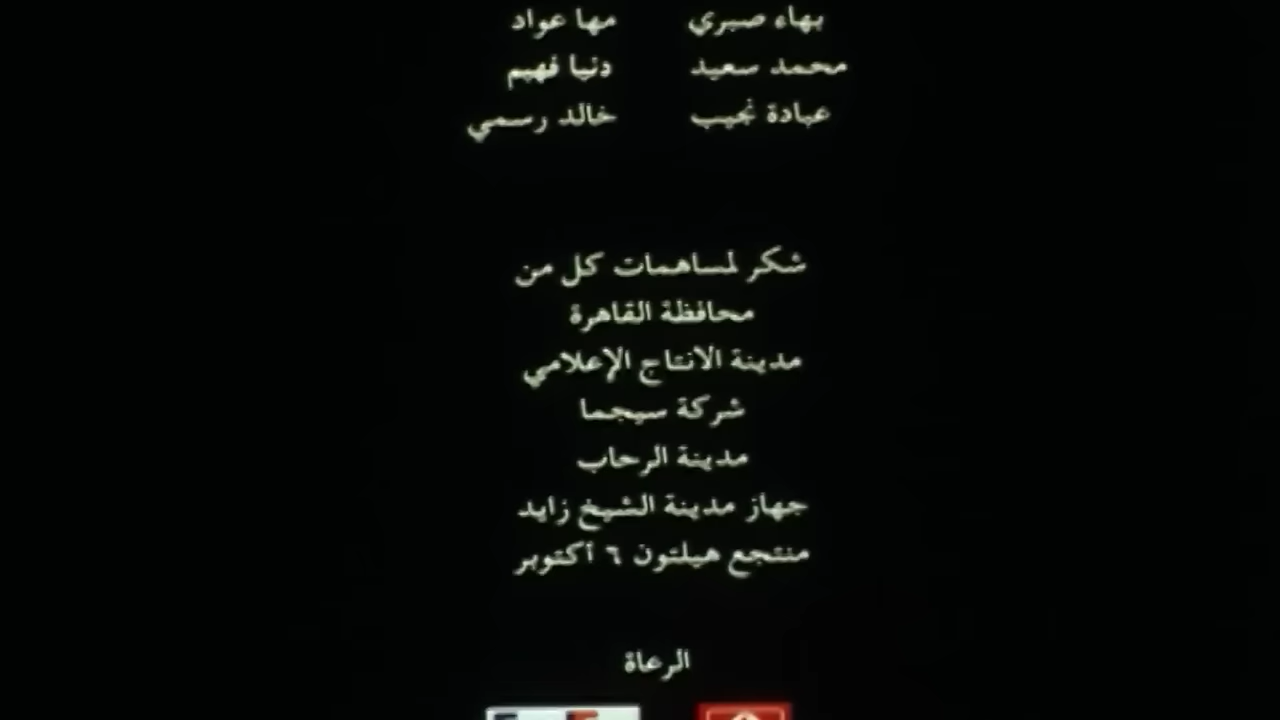 بهاء صبري مها عواد
محمد سعيد دنيا فهيم
عبادة نجيب خالد رسمي
شكر لمساهمات كل من
محافظة القاهرة
مدينة الانتاج الإعلامي
شركة سيجما
مدينة الرحاب
جهاز مدينة الشيخ زايد
منتجع هيلتون ٦ أكتوبر
الرعاة